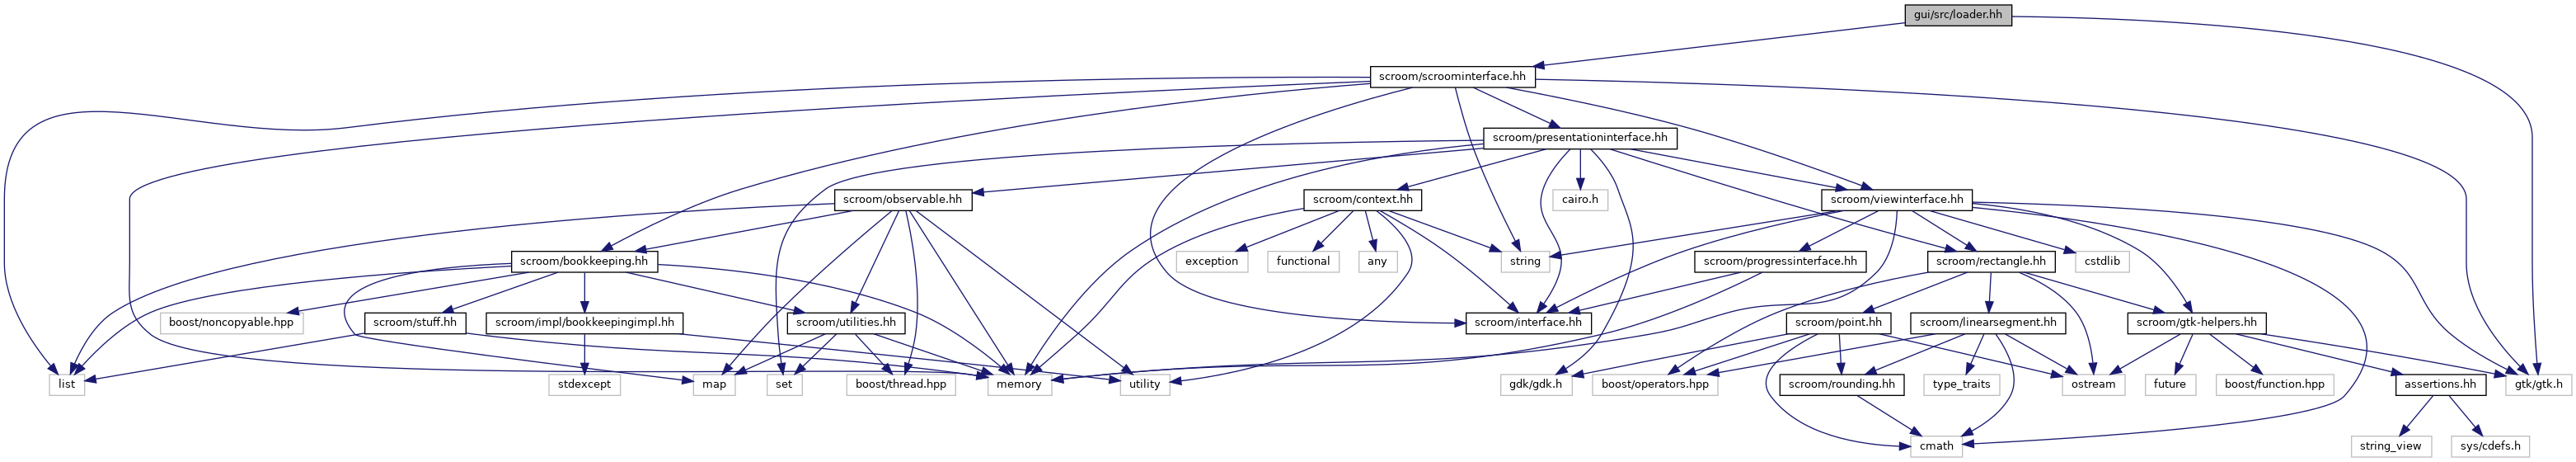 gui/src/loader.hh
scroom/scroominterface.hh
scroom/presentationinterface.hh
scroom/observable.hh
scroom/context.hh
cairo.h
scroom/viewinterface.hh
scroom/bookkeeping.hh
exception
functional
any
string
scroom/progressinterface.hh
scroom/rectangle.hh
cstdlib
boost/noncopyable.hpp
scroom/stuff.hh
scroom/impl/bookkeepingimpl.hh
scroom/utilities.hh
scroom/interface.hh
scroom/point.hh
scroom/linearsegment.hh
scroom/gtk-helpers.hh
list
stdexcept
map
set
boost/thread.hpp
memory
utility
gdk/gdk.h
boost/operators.hpp
scroom/rounding.hh
type_traits
ostream
future
boost/function.hpp
assertions.hh
gtk/gtk.h
cmath
string_view
sys/cdefs.h